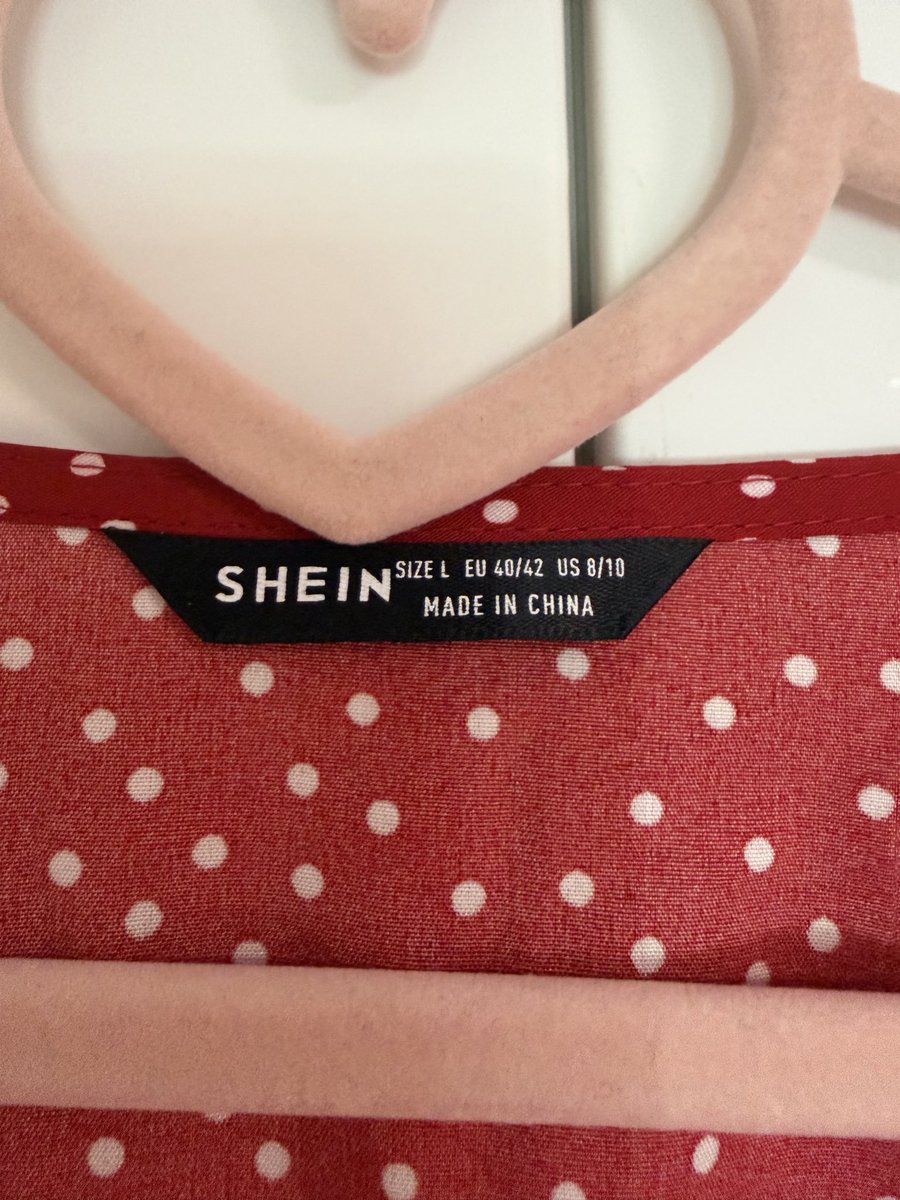 SHEIN
SIZE L EU 40/42 US 8/10
MADE IN CHINA